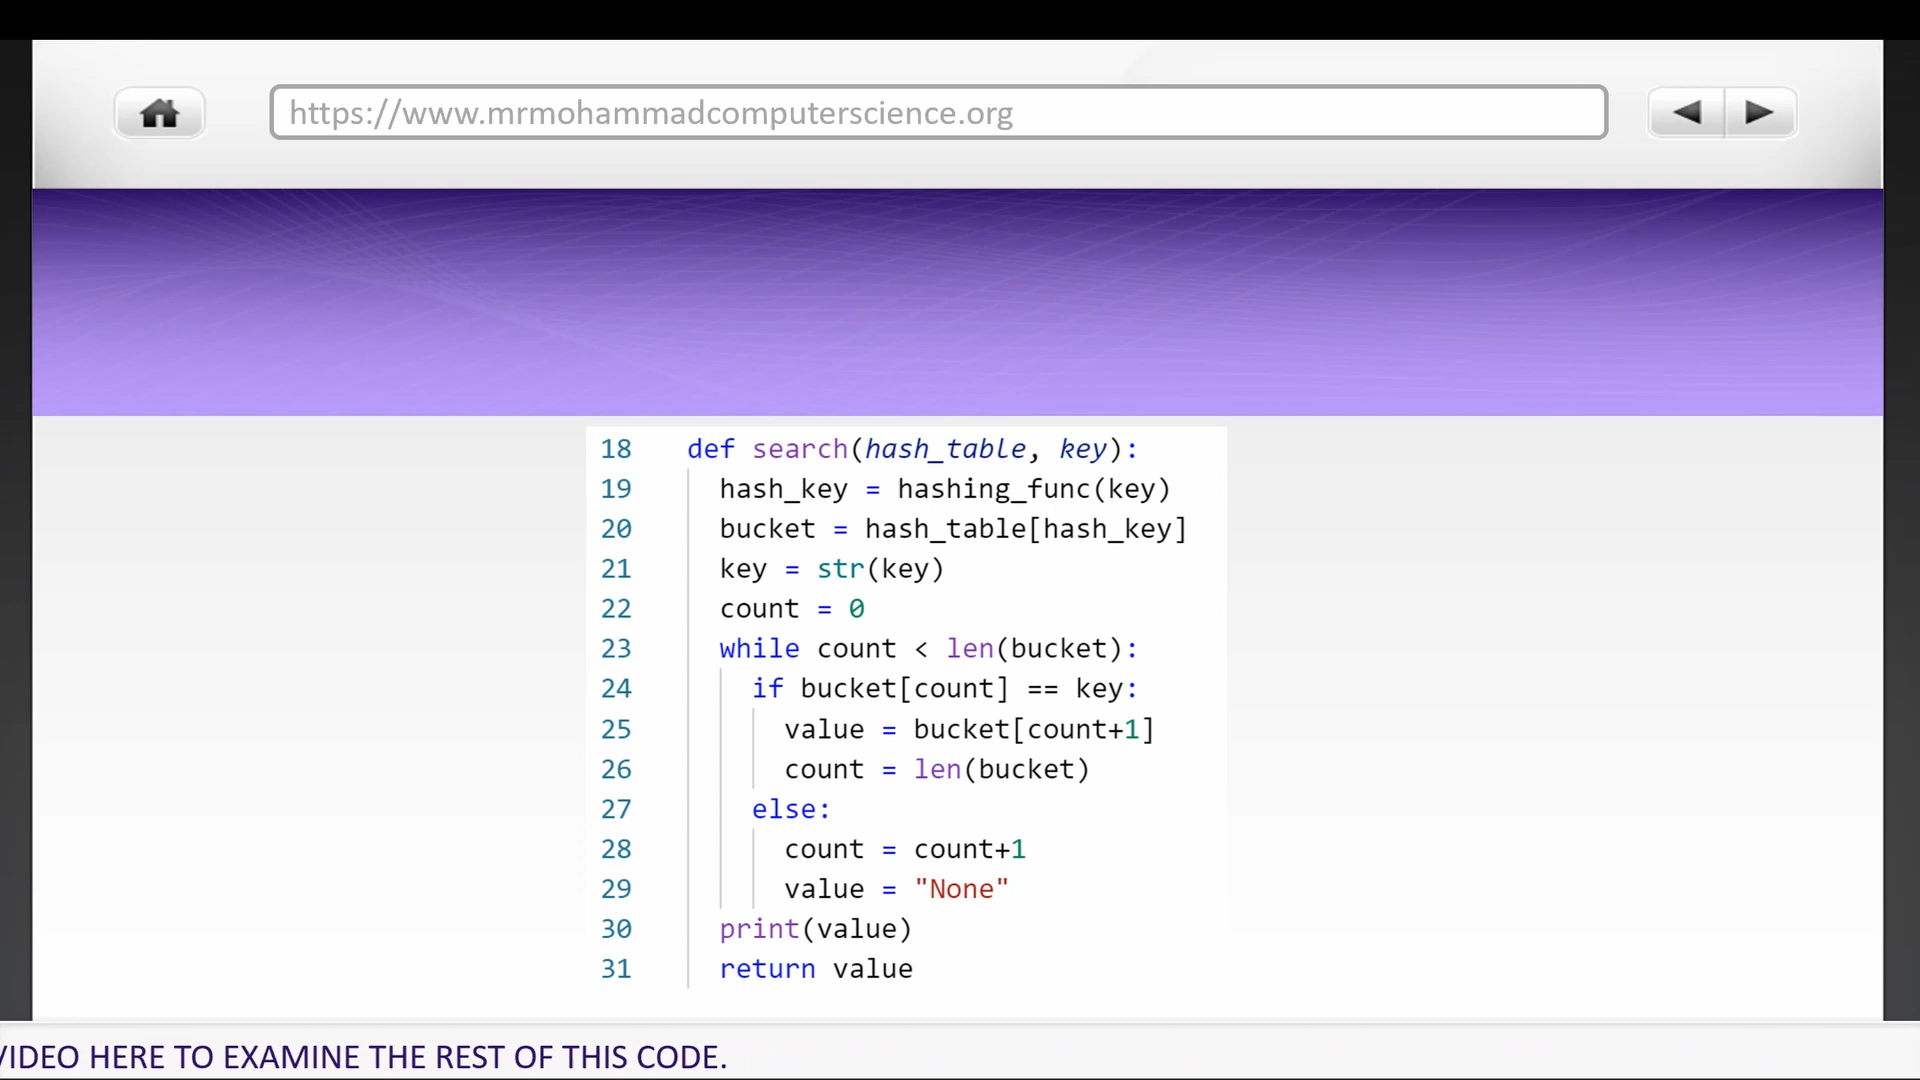 https://www.mrmohammadcomputerscience.org
18 def search(hash_table, key):
19 hash_key = hashing_func(key)
20 bucket = hash_table[hash_key]
21 key = str(key)
22 count = 0
23 while count < len(bucket):
24 if bucket[count] == key:
25 value = bucket[count+1]
26 count = len(bucket)
27 else:
28 count = count+1
29 value = "None"
30 print(value)
31 return value
VIDEO HERE TO EXAMINE THE REST OF THIS CODE.